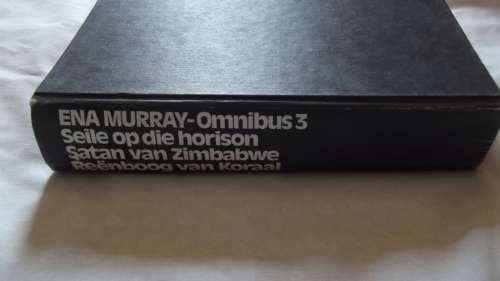 ENA MURRAY-Omnibus 3
Seile op die horison
Satan van Zimbabwe
Reënboog van Koraal